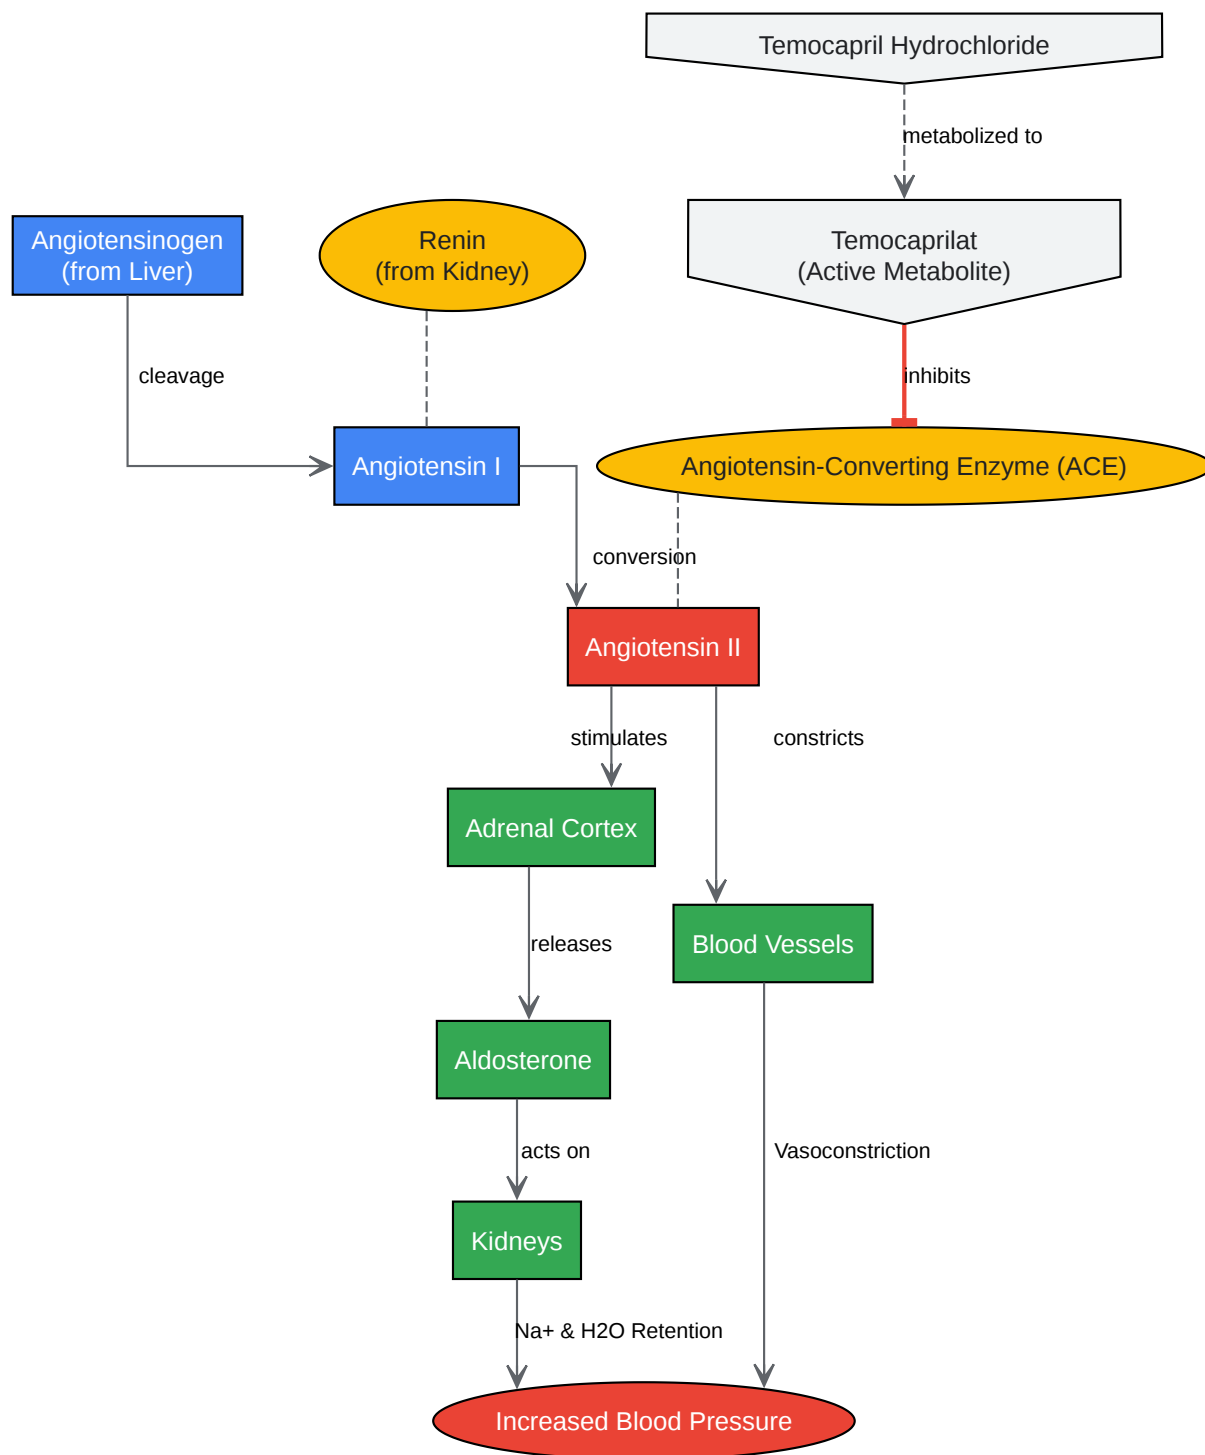 Temocapril Hydrochloride
metabolized to
Angiotensinogen
(from Liver)
Renin
(from Kidney)
Temocaprilat
(Active Metabolite)
cleavage
inhibits
Angiotensin I
Angiotensin-Converting Enzyme (ACE)
conversion
Angiotensin II
stimulates
constricts
Adrenal Cortex
releases
Blood Vessels
Aldosterone
acts on
Vasoconstriction
Kidneys
Na+ & H2O Retention
Increased Blood Pressure